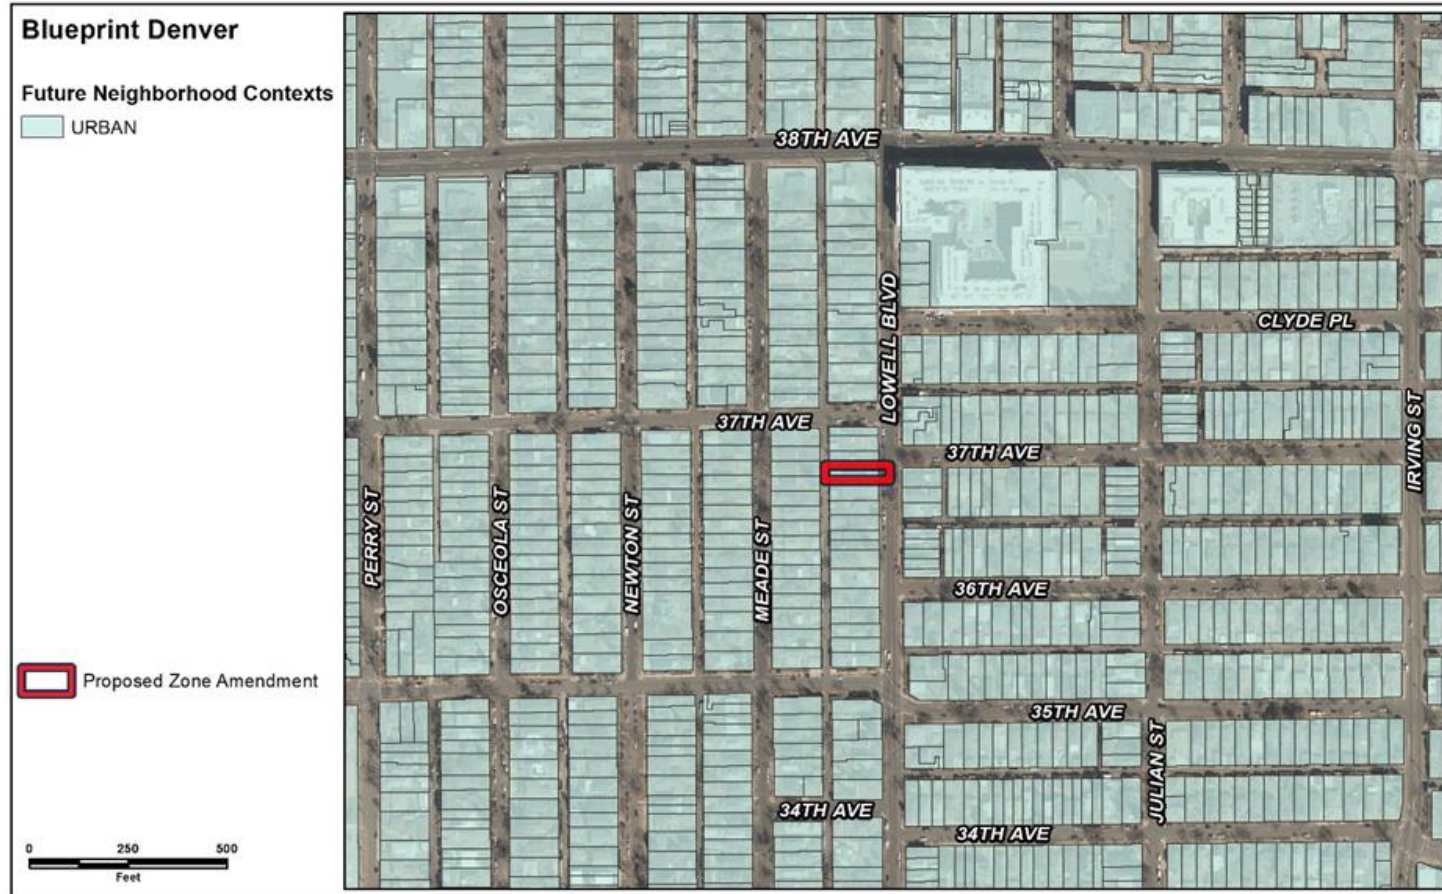 Blueprint Denver
Future Neighborhood Contexts
URBAN
Proposed Zone Amendment
0 250 500
Feet
38TH AVE
LOWELL BLVD
CLYDE PL
37TH AVE
37TH AVE
IRVING ST
PERRY ST
OSCEOLA ST
NEWTON ST
MEADE ST
36TH AVE
35TH AVE
JULIAN ST
34TH AVE
34TH AVE